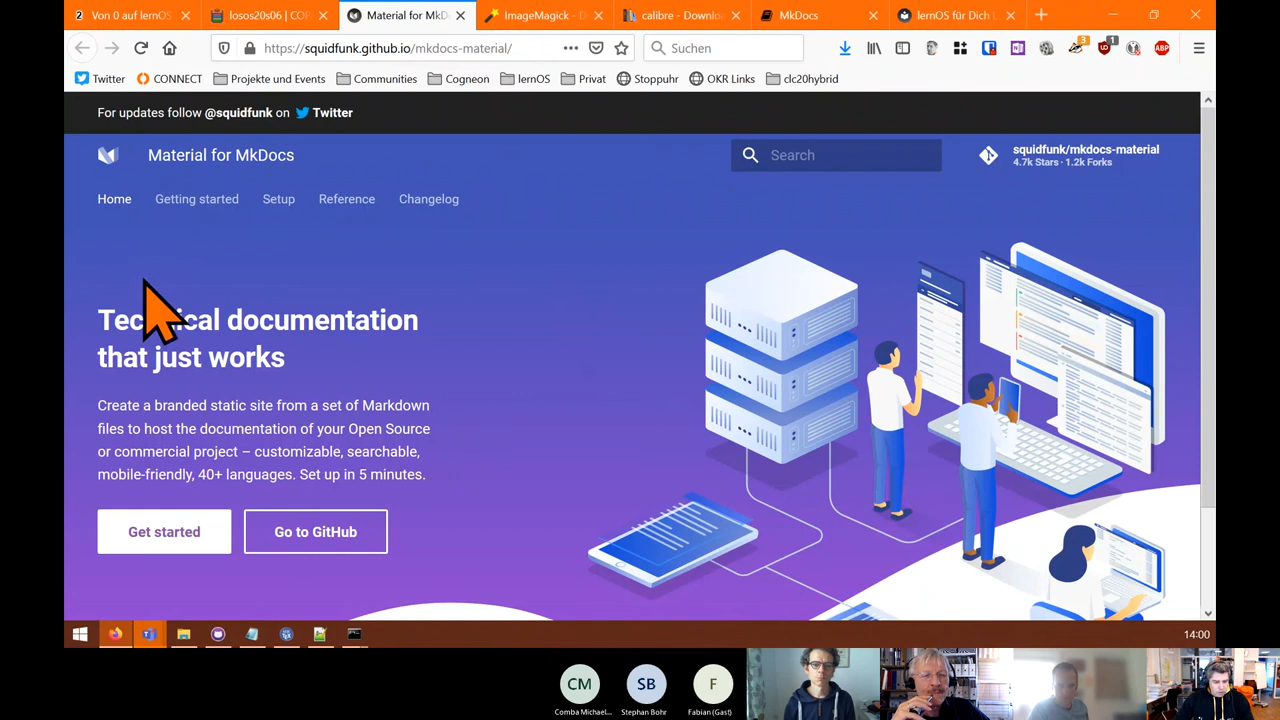 Von 0 auf lernOS
losos20s06 | CO
Material for MkD
ImageMagick - D
calibre - Downlo
MkDocs
lernOS für Dich L
https://squidfunk.github.io/mkdocs-material/
Suchen
3
1
ABP
Twitter
CONNECT
Projekte und Events
Communities
Cogneon
lernOS
Privat
Stoppuhr
OKR Links
clc20hybrid
For updates follow @squidfunk on Twitter
Material for MkDocs
Search
squidfunk/mkdocs-material
4.7k Stars · 1.2k Forks
Home
Getting started
Setup
Reference
Changelog
Technical documentation
that just works
Create a branded static site from a set of Markdown
files to host the documentation of your Open Source
or commercial project – customizable, searchable,
mobile-friendly, 40+ languages. Set up in 5 minutes.
Get started
Go to GitHub
14:00
CM
SB
F
Comba Michael...
Stephan Bohr
Fabian (Gast)